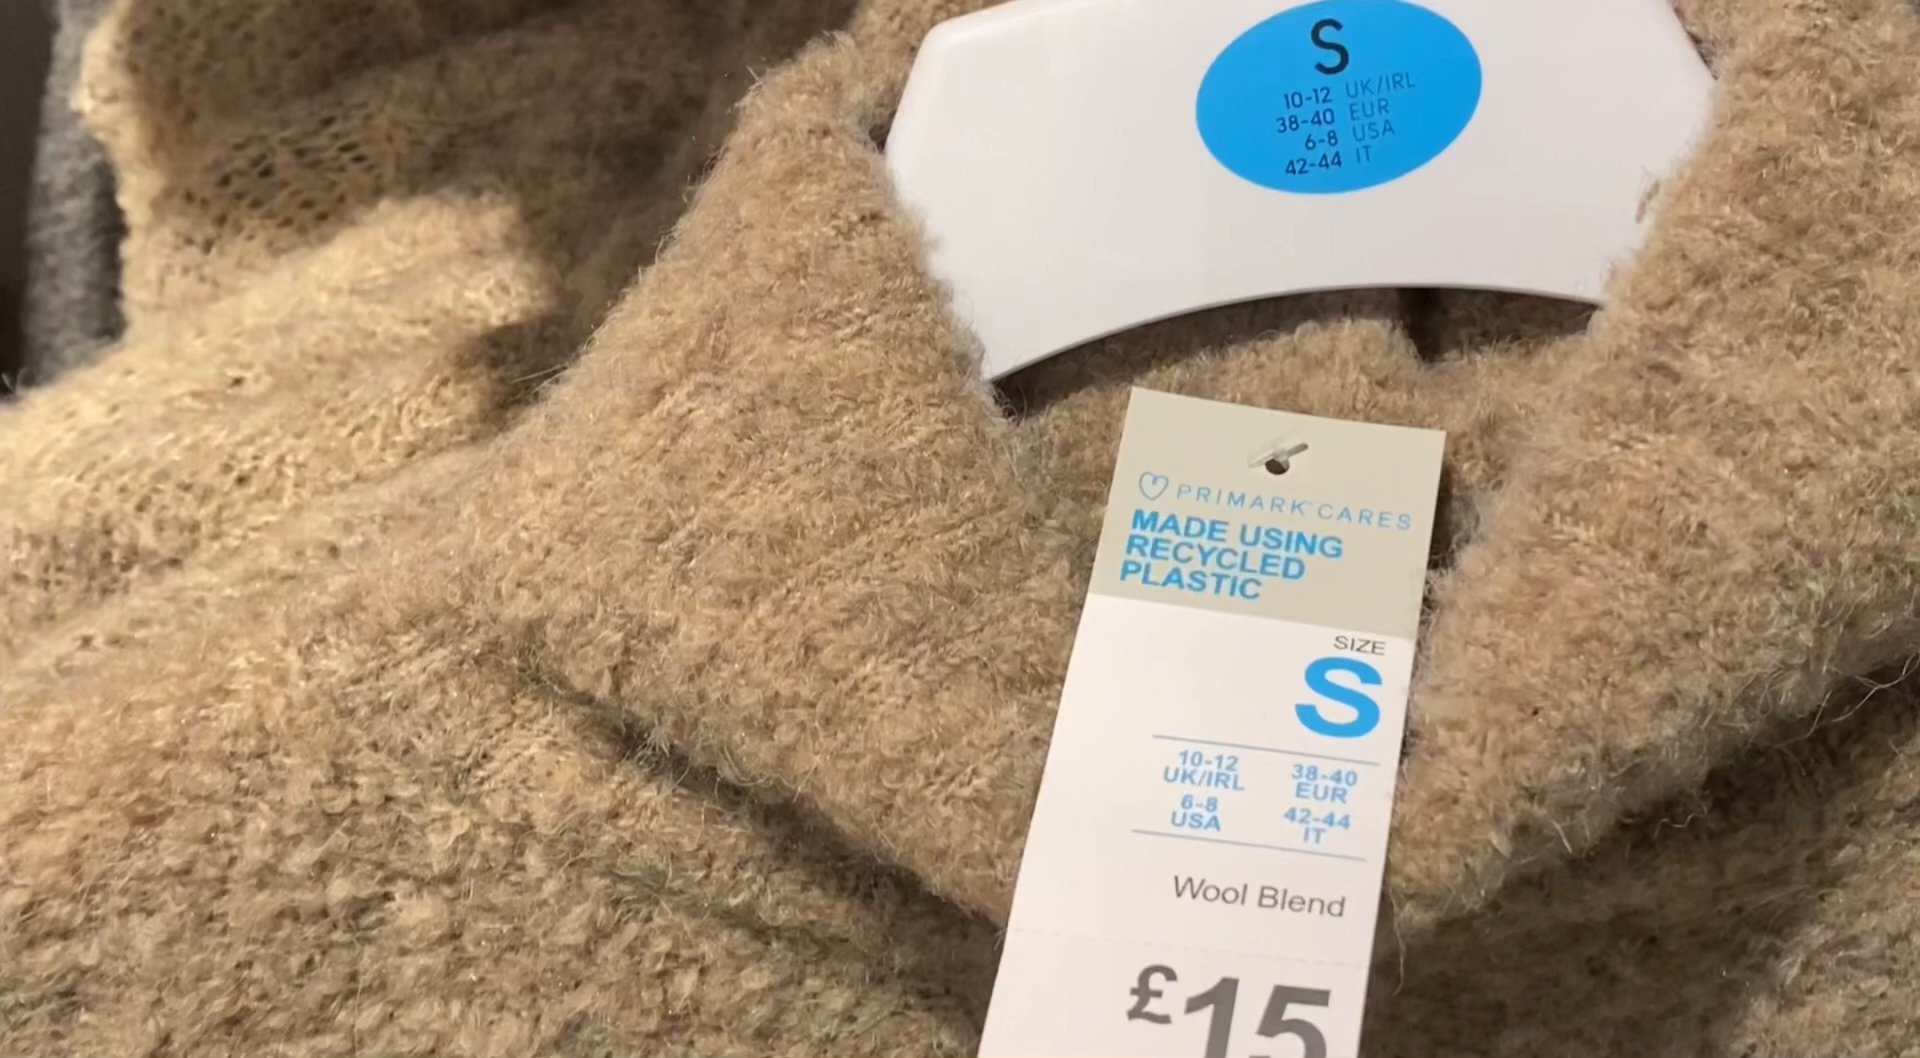 S
10-12 UK/IRL
38-40 EUR
6-8 USA
42-44 IT
PRIMARK® CARES
MADE USING
RECYCLED
PLASTIC
SIZE
S
10-12 38-40
UK/IRL EUR
6-8 42-44
USA IT
Wool Blend
£15